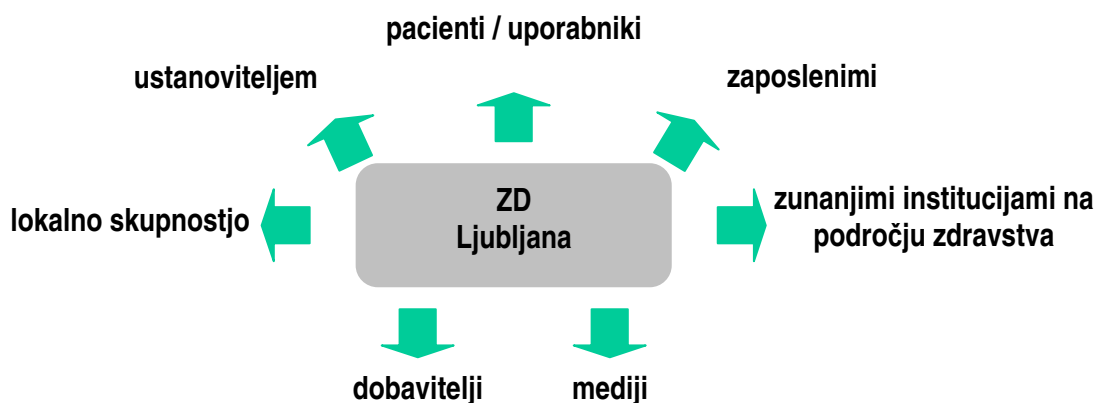 pacienti / uporabniki
ustanoviteljem
zaposlenimi
ZD
Ljubljana
lokalno skupnostjo
zunanjimi institucijami na
področju zdravstva
dobavitelji
mediji